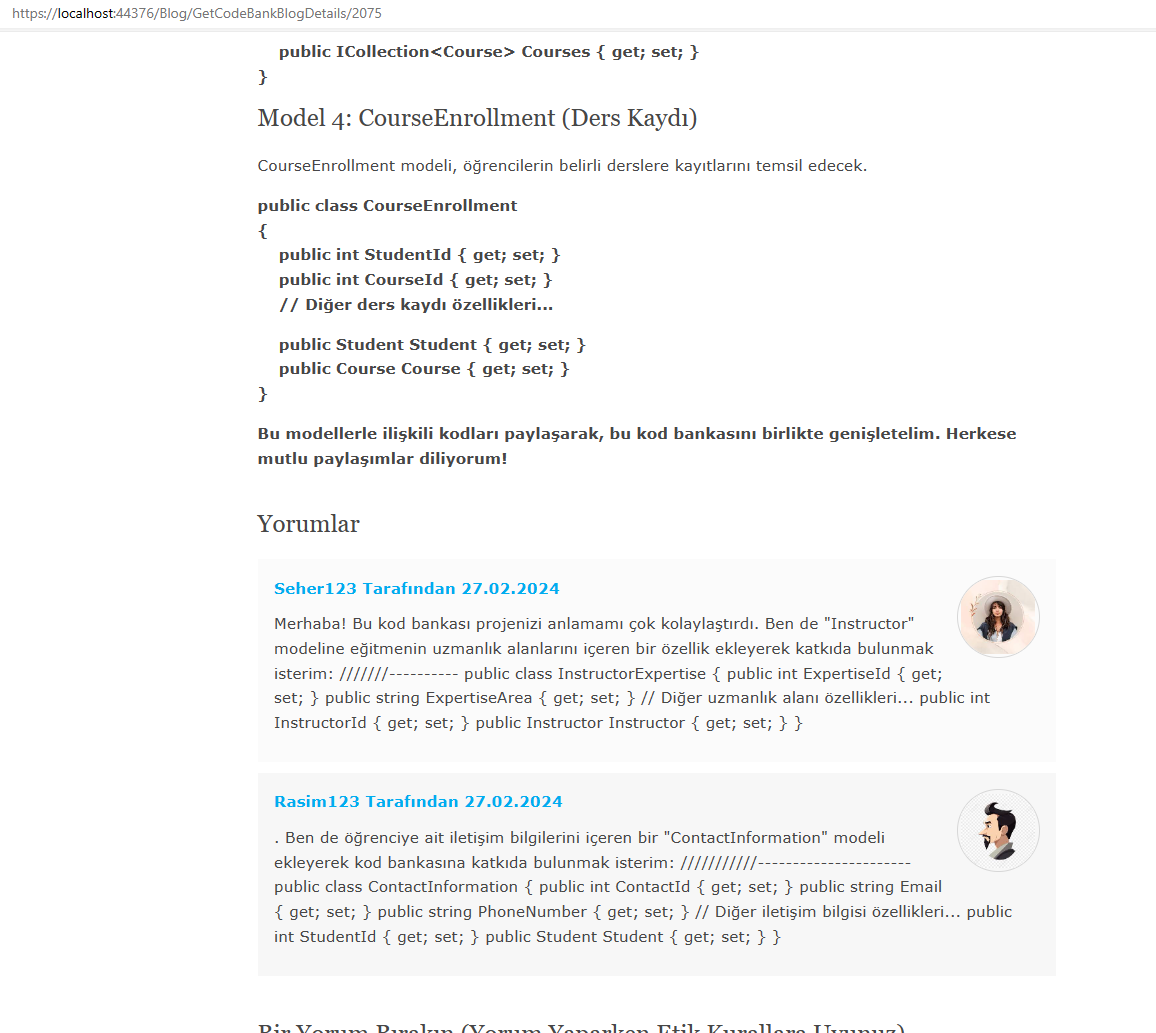 https://localhost:44376/Blog/GetCodeBankBlogDetails/2075
public ICollection<Course> Courses { get; set; }
}
Model 4: CourseEnrollment (Ders Kaydı)
CourseEnrollment modeli, öğrencilerin belirli derslere kayıtlarını temsil edecek.
public class CourseEnrollment
{
public int StudentId { get; set; }
public int CourseId { get; set; }
// Diğer ders kaydı özellikleri...
public Student Student { get; set; }
public Course Course { get; set; }
}
Bu modellerle ilişkili kodları paylaşarak, bu kod bankasını birlikte genişletelim. Herkese
mutlu paylaşımlar diliyorum!
Yorumlar
Seher123 Tarafından 27.02.2024
Merhaba! Bu kod bankası projenizi anlamamı çok kolaylaştırdı. Ben de "Instructor"
modeline eğitmenin uzmanlık alanlarını içeren bir özellik ekleyerek katkıda bulunmak
isterim: ///////---------- public class InstructorExpertise { public int ExpertiseId { get;
set; } public string ExpertiseArea { get; set; } // Diğer uzmanlık alanı özellikleri... public int
InstructorId { get; set; } public Instructor Instructor { get; set; } }
Rasim123 Tarafından 27.02.2024
. Ben de öğrenciye ait iletişim bilgilerini içeren bir "ContactInformation" modeli
ekleyerek kod bankasına katkıda bulunmak isterim: ///////////----------------------
public class ContactInformation { public int ContactId { get; set; } public string Email
{ get; set; } public string PhoneNumber { get; set; } // Diğer iletişim bilgisi özellikleri... public
int StudentId { get; set; } public Student Student { get; set; } }
Bir Yorum Bırakın (Yorum Yaparken Etik Kurallara Uyunuz)